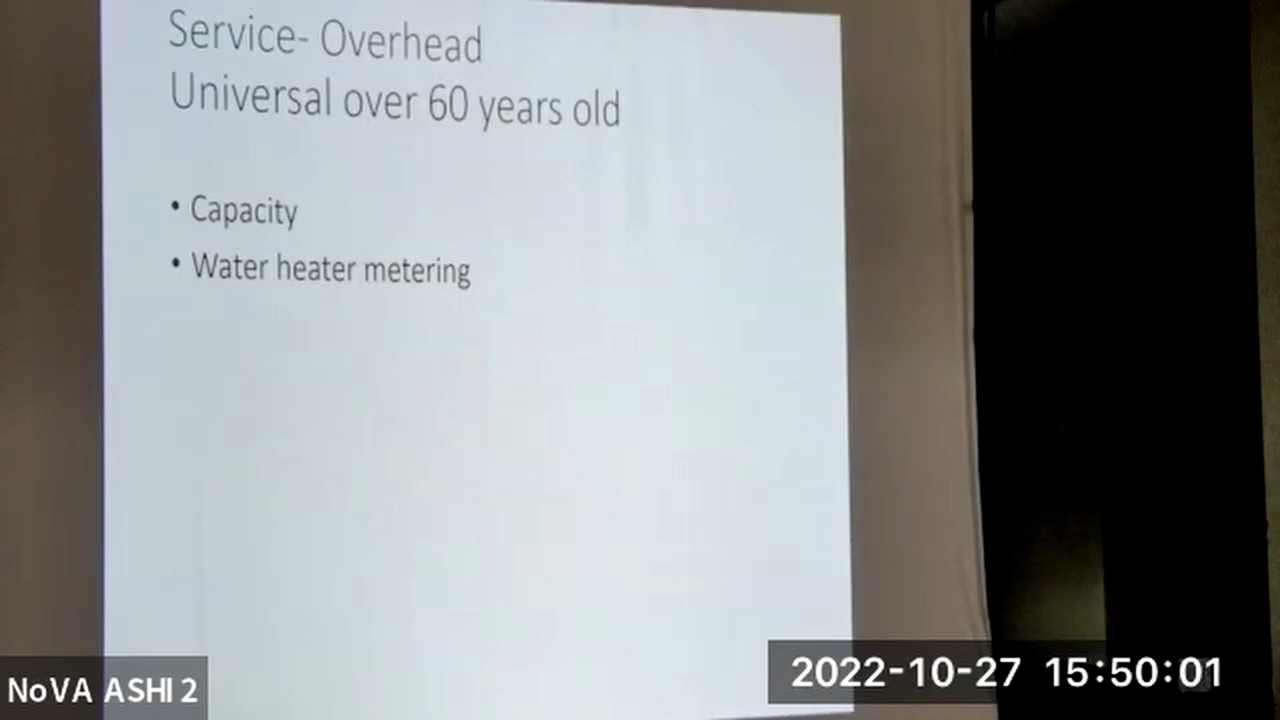 Service- Overhead
Universal over 60 years old
• Capacity
• Water heater metering
NoVA ASHI 2
2022-10-27 15:50:01